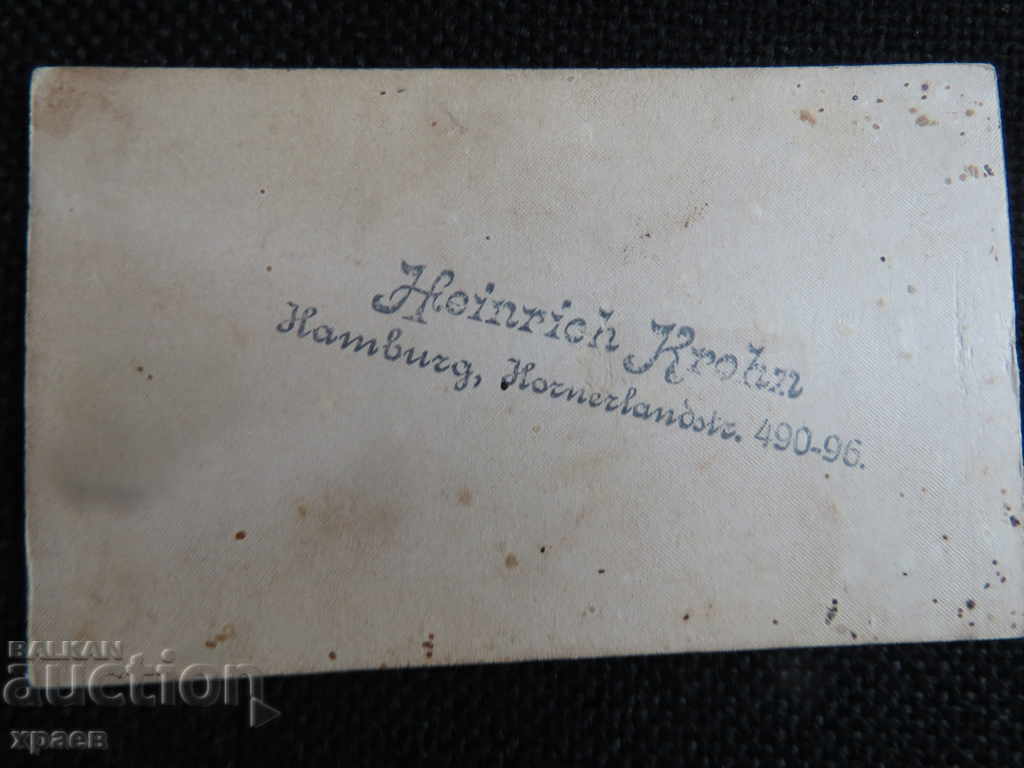 Heinrich Krohn
Hamburg, Hornerlandstr. 490-96.
BALKAN
auction
храев